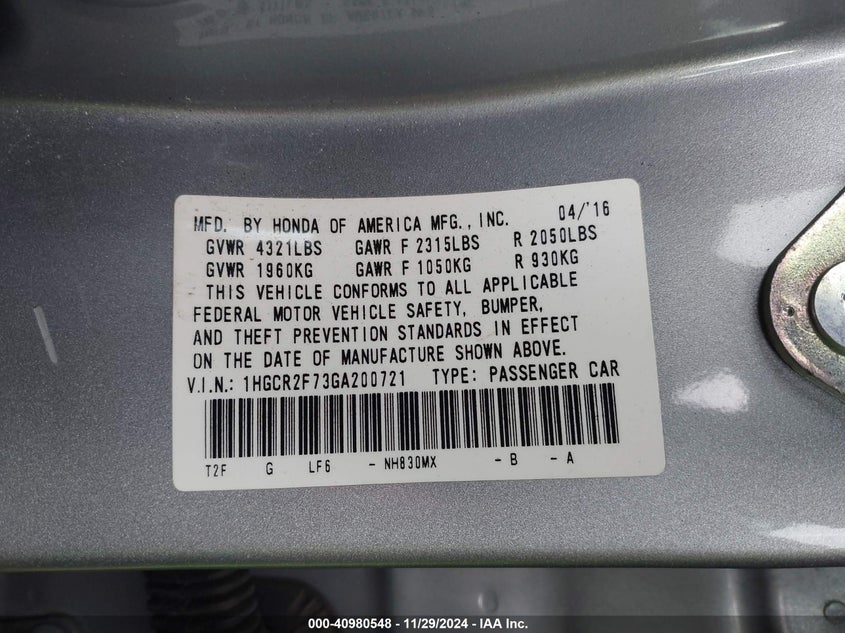 MFD. BY HONDA OF AMERICA MFG., INC. 04/'16
GVWR 4321LBS GAWR F 2315LBS R 2050LBS
GVWR 1960KG GAWR F 1050KG R 930KG
THIS VEHICLE CONFORMS TO ALL APPLICABLE
FEDERAL MOTOR VEHICLE SAFETY, BUMPER,
AND THEFT PREVENTION STANDARDS IN EFFECT
ON THE DATE OF MANUFACTURE SHOWN ABOVE.
V.I.N.: 1HGCR2F73GA200721 TYPE: PASSENGER CAR
T2F G LF6 - NH830MX - B - A
000-40980548 - 11/29/2024 - IAA Inc.